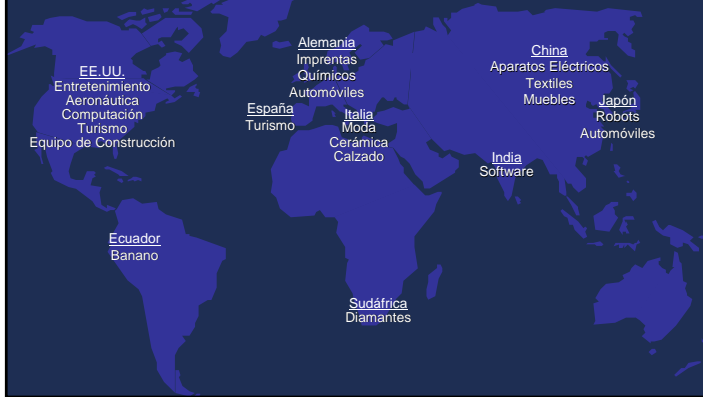 EE.UU.
Entretenimiento
Aeronáutica
Computación
Turismo
Equipo de Construcción
Alemania
Imprentas
Químicos
Automóviles
España
Turismo
Italia
Moda
Cerámica
Calzado
China
Aparatos Eléctricos
Textiles
Muebles
Japón
Robots
Automóviles
India
Software
Ecuador
Banano
Sudáfrica
Diamantes